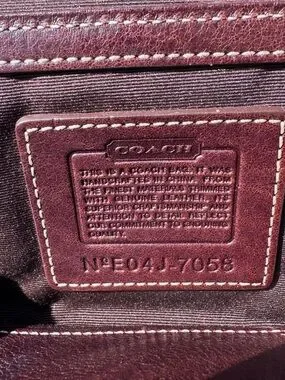 COACH
THIS IS A COACH BAG. IT WAS
HANDCRAFTED IN CHINA FROM
THE FINEST MATERIALS TRIMMED
WITH GENUINE LEATHER. ITS
SUPERIOR CRAFTSMANSHIP AND
ATTENTION TO DETAIL REFLECT
OUR COMMITMENT TO ENDURING
QUALITY.
NºE04J-7058